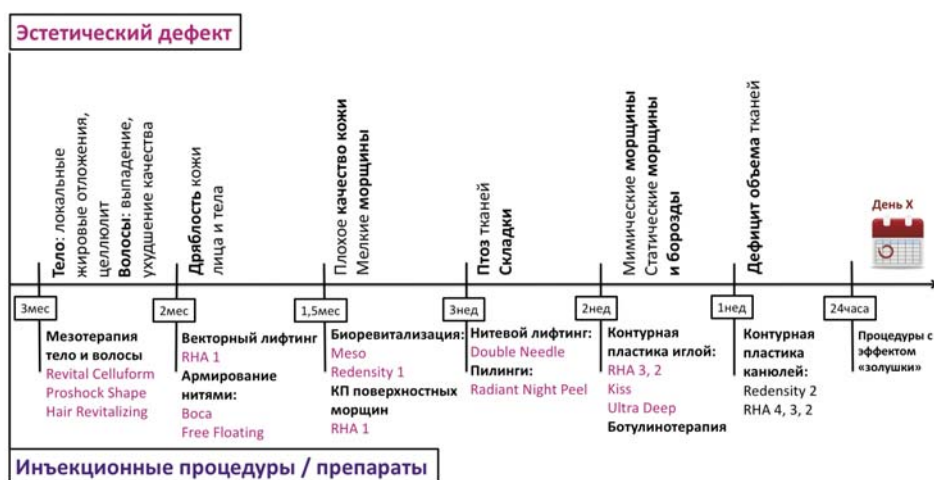 Эстетический дефект
Тело: локальные
жировые отложения,
целлюлит
Волосы: выпадение,
ухудшение качества
Дряблость кожи
лица и тела
Плохое качество кожи
Мелкие морщины
Птоз тканей
Складки
Мимические морщины
Статические морщины
и борозды
Дефицит объема тканей
День X
3мес
2мес
1,5мес
3нед
2нед
1нед
24часа
Мезотерапия
тело и волосы
Revital Celluform
Proshock Shape
Hair Revitalizing
Векторный лифтинг
RHA 1
Армирование
нитями:
Boca
Free Floating
Биоревитализация:
Meso
Redensity 1
КП поверхностных
морщин
RHA 1
Нитевой лифтинг:
Double Needle
Пилинги:
Radiant Night Peel
Контурная
пластика иглой:
RHA 3, 2
Kiss
Ultra Deep
Ботулинотерапия
Контурная
пластика
канюлей:
Redensity 2
RHA 4, 3, 2
Процедуры с
эффектом
«золушки»
Инъекционные процедуры / препараты